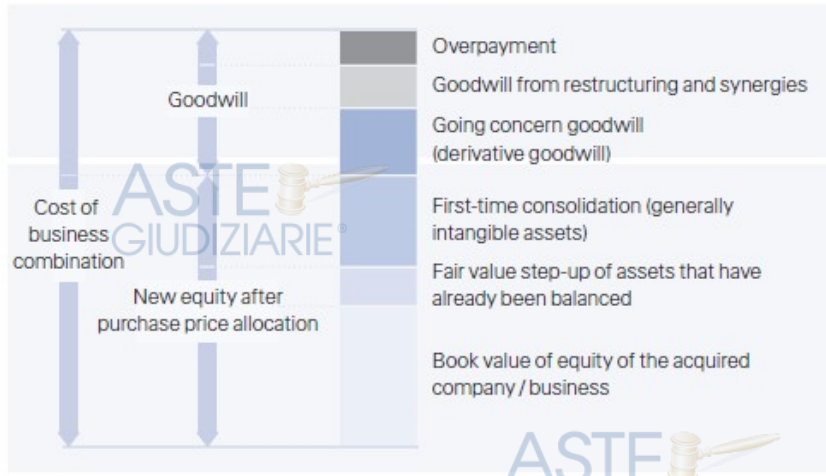 Overpayment
Goodwill from restructuring and synergies
Goodwill
Going concern goodwill
(derivative goodwill)
ASTE
GIUDIZIARIE®
Cost of
business
combination
First-time consolidation (generally
intangible assets)
Fair value step-up of assets that have
already been balanced
New equity after
purchase price allocation
Book value of equity of the acquired
company / business
ASTE